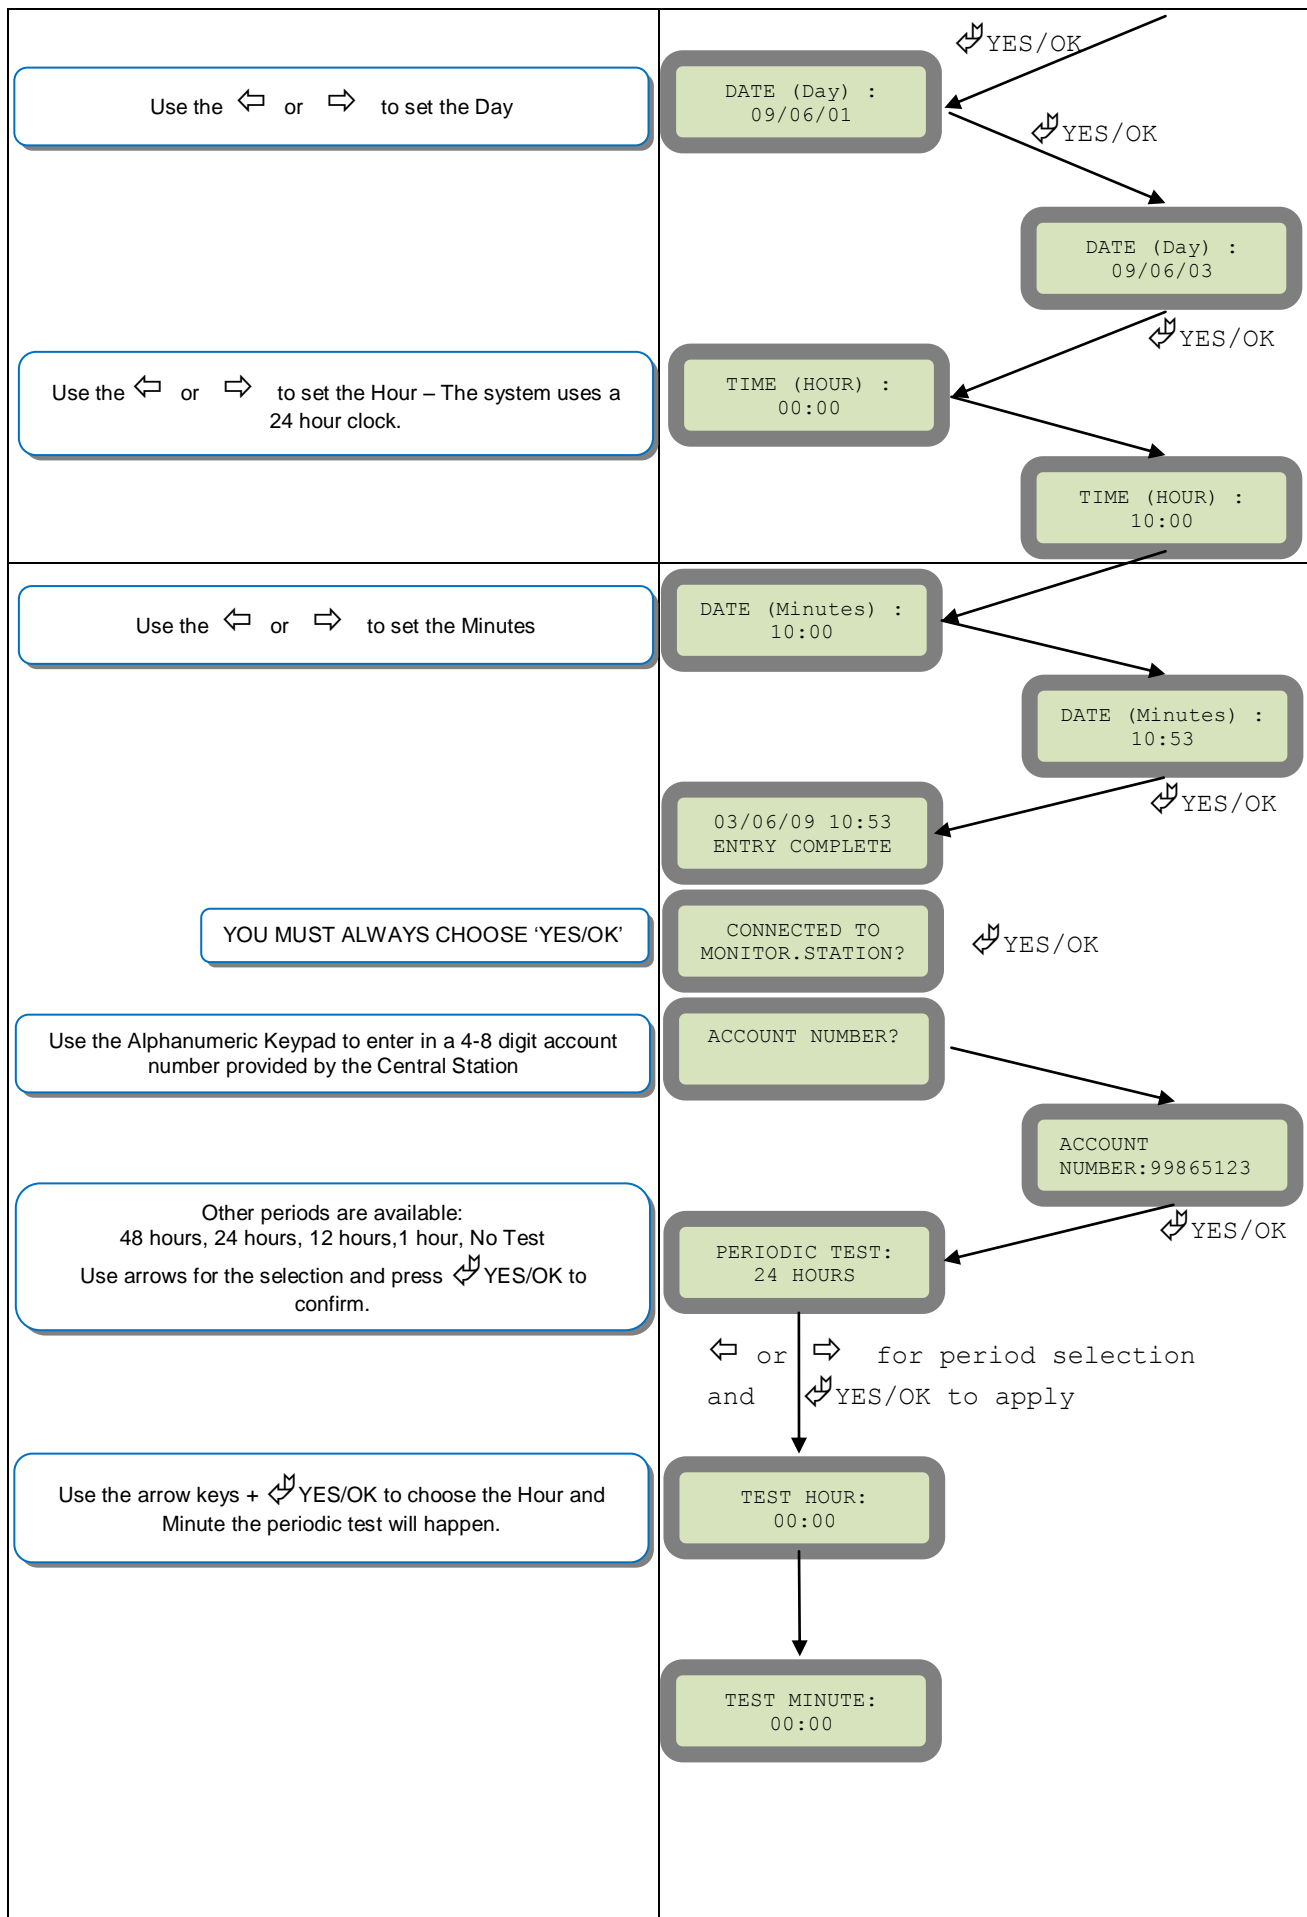 YES/OK
Use the ⇦ or ⇨ to set the Day
DATE (Day) :
09/06/01
YES/OK
DATE (Day) :
09/06/03
YES/OK
Use the ⇦ or ⇨ to set the Hour – The system uses a
24 hour clock.
TIME (HOUR) :
00:00
TIME (HOUR) :
10:00
Use the ⇦ or ⇨ to set the Minutes
DATE (Minutes) :
10:00
DATE (Minutes) :
10:53
YES/OK
03/06/09 10:53
ENTRY COMPLETE
YOU MUST ALWAYS CHOOSE ‘YES/OK’
CONNECTED TO
MONITOR.STATION?
YES/OK
Use the Alphanumeric Keypad to enter in a 4-8 digit account
number provided by the Central Station
ACCOUNT NUMBER?
ACCOUNT
NUMBER:99865123
YES/OK
Other periods are available:
48 hours, 24 hours, 12 hours,1 hour, No Test
Use arrows for the selection and press YES/OK to
confirm.
PERIODIC TEST:
24 HOURS
⇦ or ⇨ for period selection
and YES/OK to apply
Use the arrow keys + YES/OK to choose the Hour and
Minute the periodic test will happen.
TEST HOUR:
00:00
TEST MINUTE:
00:00